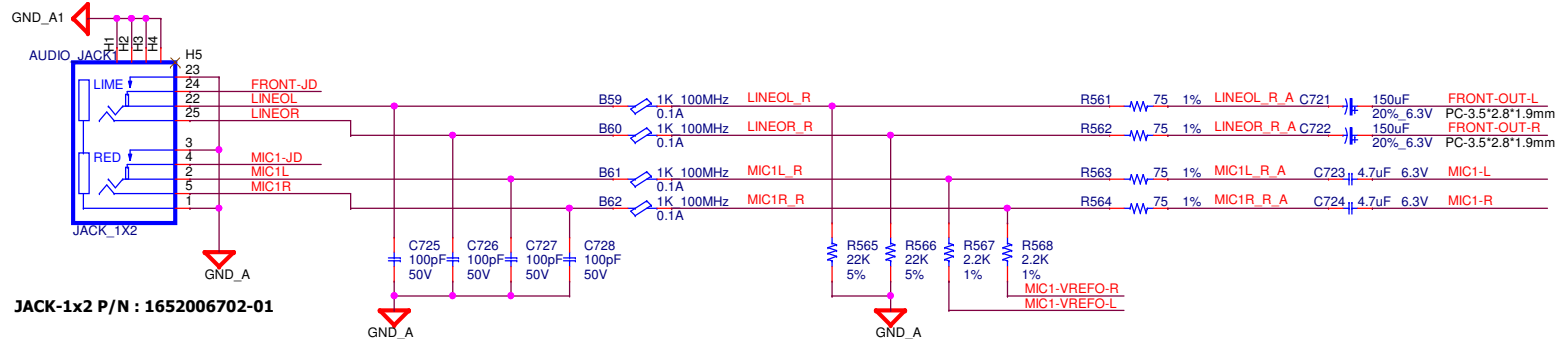 GND_A1
H1
H2
H3
H4
H5
AUDIO_JACK1
23
LIME
24 FRONT-JD
22 LINEOL
25 LINEOR
3
RED
4 MIC1-JD
2 MIC1L
5 MIC1R
1
JACK_1X2
GND_A
B59 1K_100MHz LINEOL_R
0.1A
B60 1K_100MHz LINEOR_R
0.1A
B61 1K_100MHz MIC1L_R
0.1A
B62 1K_100MHz MIC1R_R
0.1A
R561 75 1% LINEOL_R_A C721 150uF FRONT-OUT-L
20%_6.3V PC-3.5*2.8*1.9mm
R562 75 1% LINEOR_R_A C722 150uF FRONT-OUT-R
20%_6.3V PC-3.5*2.8*1.9mm
R563 75 1% MIC1L_R_A C723 4.7uF 6.3V MIC1-L
R564 75 1% MIC1R_R_A C724 4.7uF 6.3V MIC1-R
C725 C726 C727 C728
100pF 100pF 100pF 100pF
50V 50V 50V 50V
GND_A
R565 R566 R567 R568
22K 22K 2.2K 2.2K
5% 5% 1% 1%
MIC1-VREFO-R
MIC1-VREFO-L
GND_A
JACK-1x2 P/N : 1652006702-01